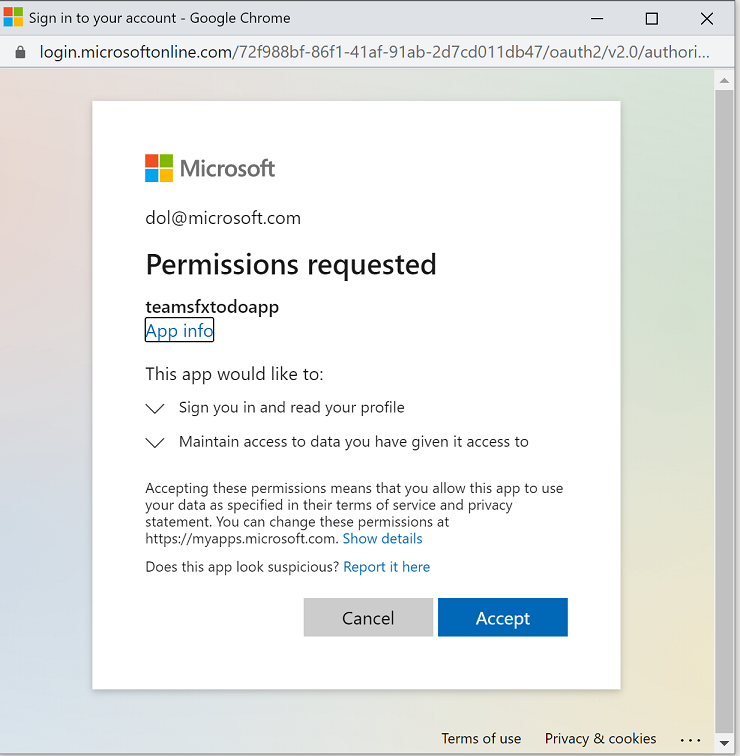 Sign in to your account - Google Chrome
login.microsoftonline.com/72f988bf-86f1-41af-91ab-2d7cd011db47/oauth2/v2.0/authori...
Microsoft
dol@microsoft.com
Permissions requested
teamsfxtodoapp
App info
This app would like to:
Sign you in and read your profile
Maintain access to data you have given it access to
Accepting these permissions means that you allow this app to use
your data as specified in their terms of service and privacy
statement. You can change these permissions at
https://myapps.microsoft.com. Show details
Does this app look suspicious? Report it here
Cancel Accept
Terms of use Privacy & cookies ...